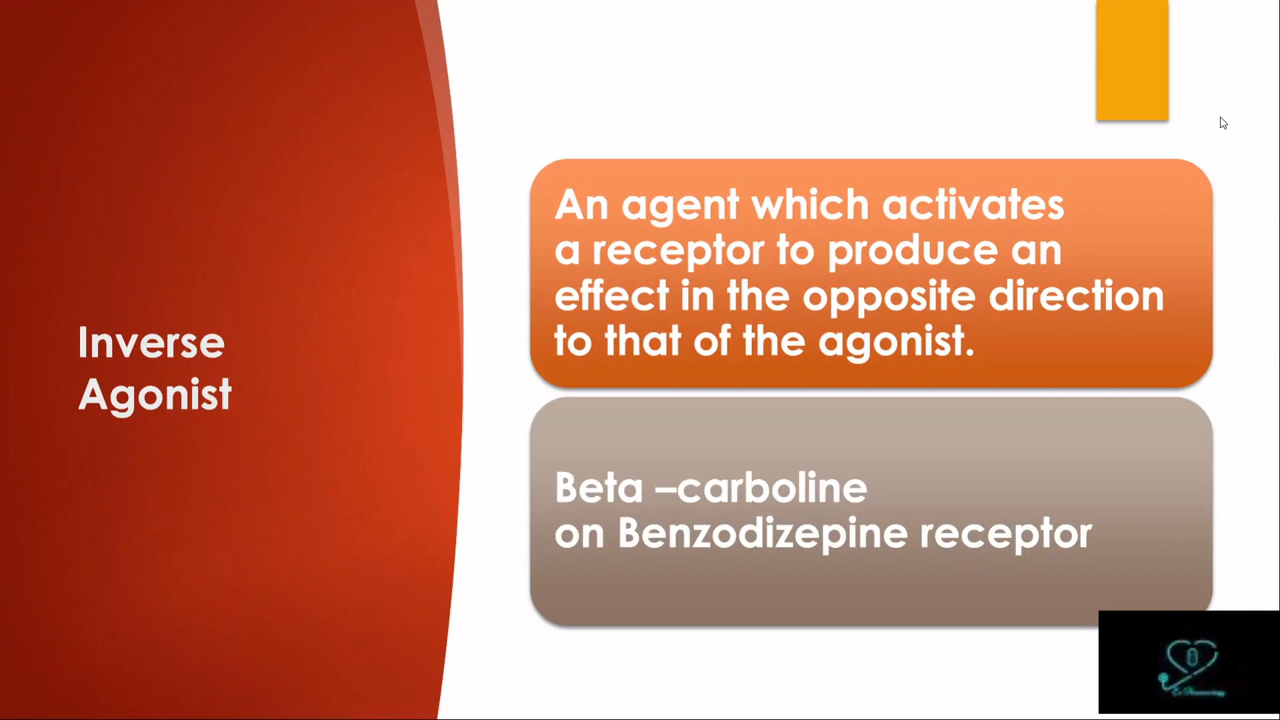 Inverse
Agonist
An agent which activates
a receptor to produce an
effect in the opposite direction
to that of the agonist.
Beta –carboline
on Benzodizepine receptor